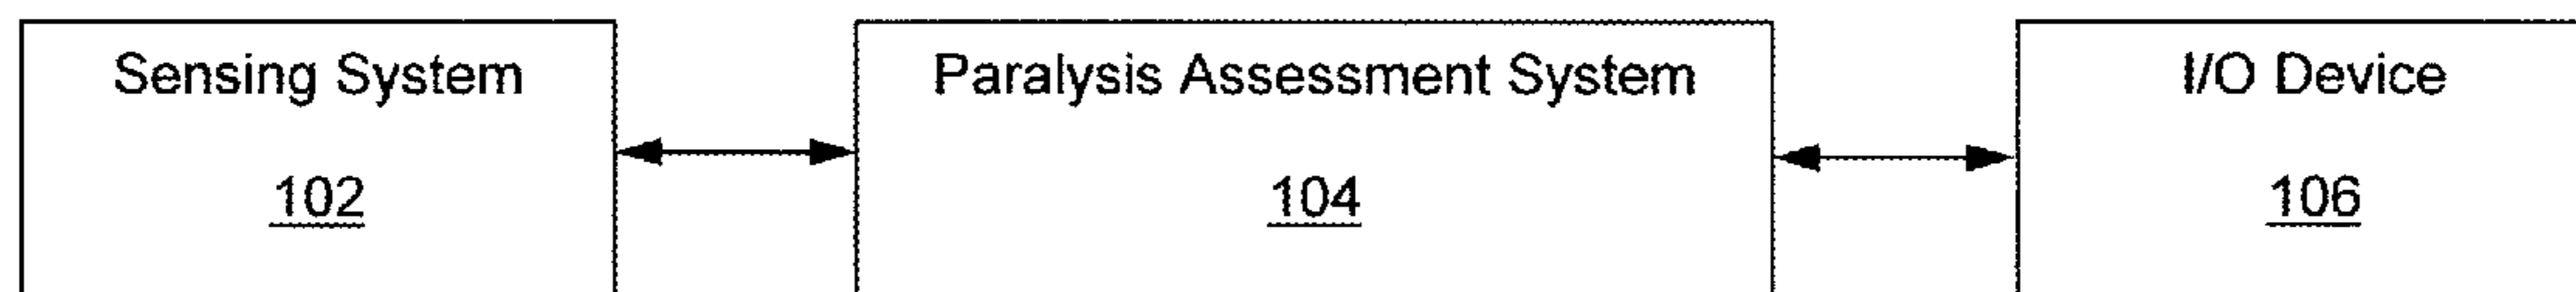 Sensing System
102
Paralysis Assessment System
104
I/O Device
106